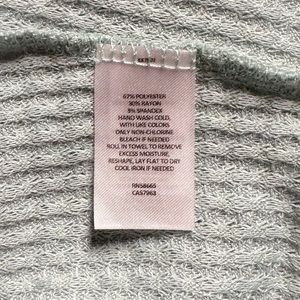 67% POLYESTER
30% RAYON
3% SPANDEX
HAND WASH COLD,
WITH LIKE COLORS
ONLY NON-CHLORINE
BLEACH IF NEEDED
ROLL IN TOWEL TO REMOVE
EXCESS MOISTURE,
RESHAPE, LAY FLAT TO DRY
COOL IRON IF NEEDED
RN58665
CA57963